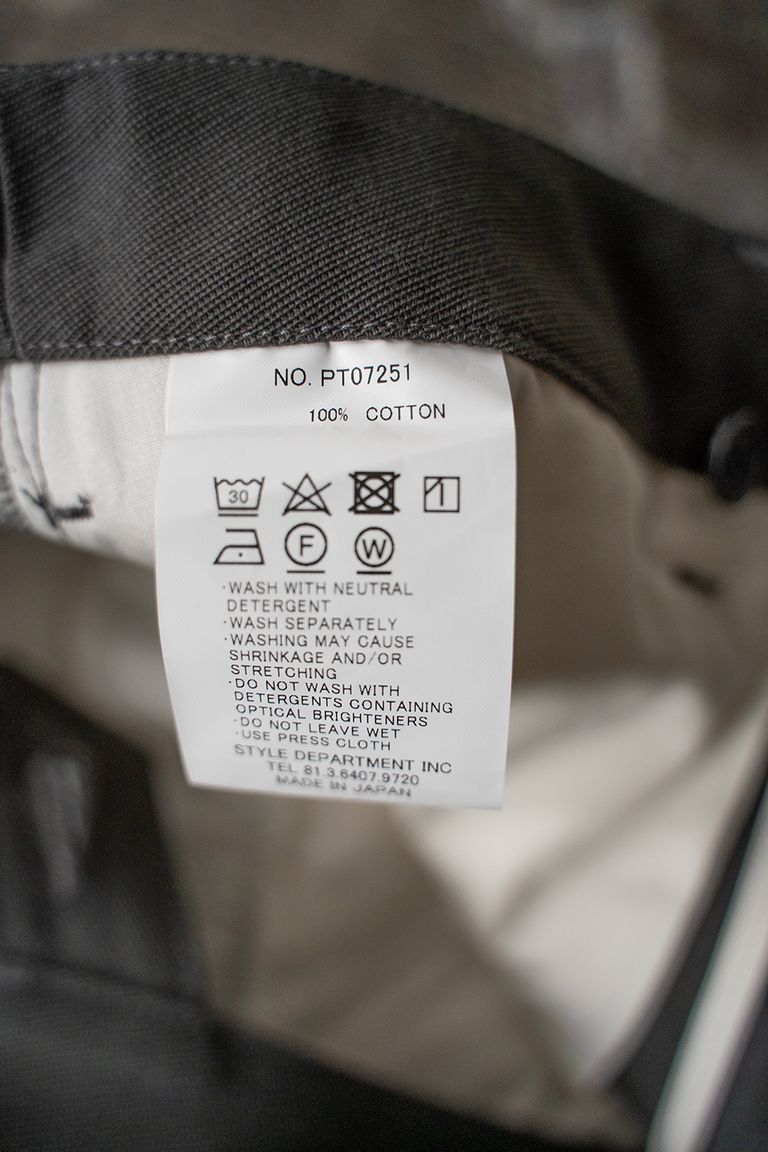 NO. PT07251
100% COTTON
30
F W
·WASH WITH NEUTRAL
DETERGENT
·WASH SEPARATELY
·WASHING MAY CAUSE
SHRINKAGE AND/OR
STRETCHING
·DO NOT WASH WITH
DETERGENTS CONTAINING
OPTICAL BRIGHTENERS
·DO NOT LEAVE WET
·USE PRESS CLOTH
STYLE DEPARTMENT INC
TEL 81.3.6407.9720
MADE IN JAPAN